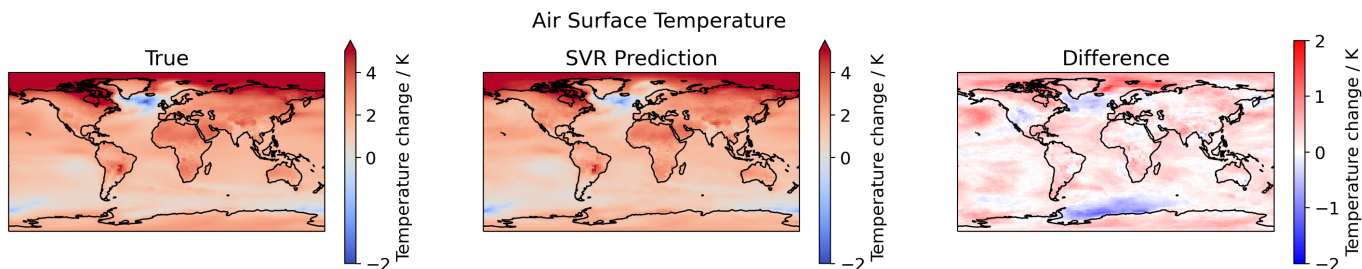 Air Surface Temperature
True
4
2
0
−2
Temperature change / K
SVR Prediction
4
2
0
−2
Temperature change / K
Difference
2
1
0
−1
−2
Temperature change / K